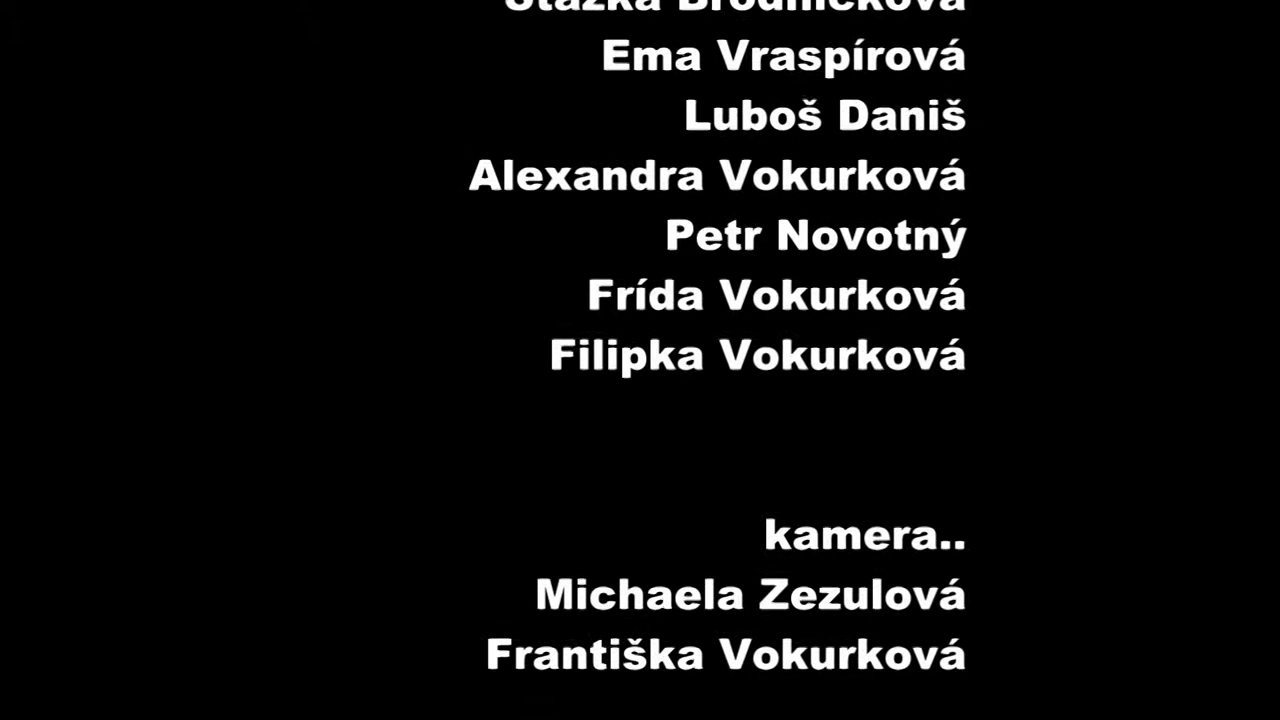 Ema Vraspírová
Luboš Daniš
Alexandra Vokurková
Petr Novotný
Frída Vokurková
Filipka Vokurková
kamera..
Michaela Zezulová
Františka Vokurková